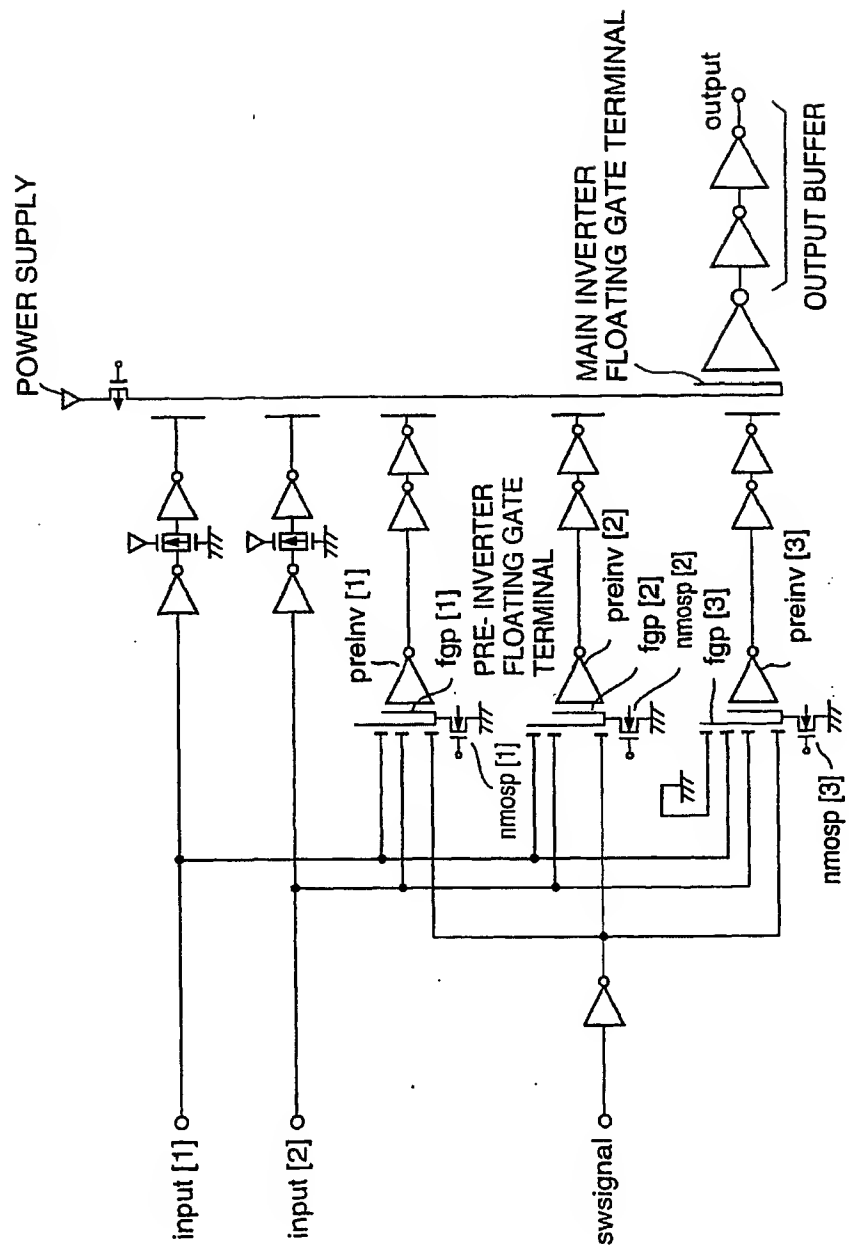 POWER SUPPLY
input [1]
input [2]
swsignal
preinv [1]
fgp [1]
PRE- INVERTER
FLOATING GATE
TERMINAL
nmosp [1]
preinv [2]
fgp [2]
nmosp [2]
fgp [3]
preinv [3]
nmosp [3]
MAIN INVERTER
FLOATING GATE TERMINAL
output
OUTPUT BUFFER